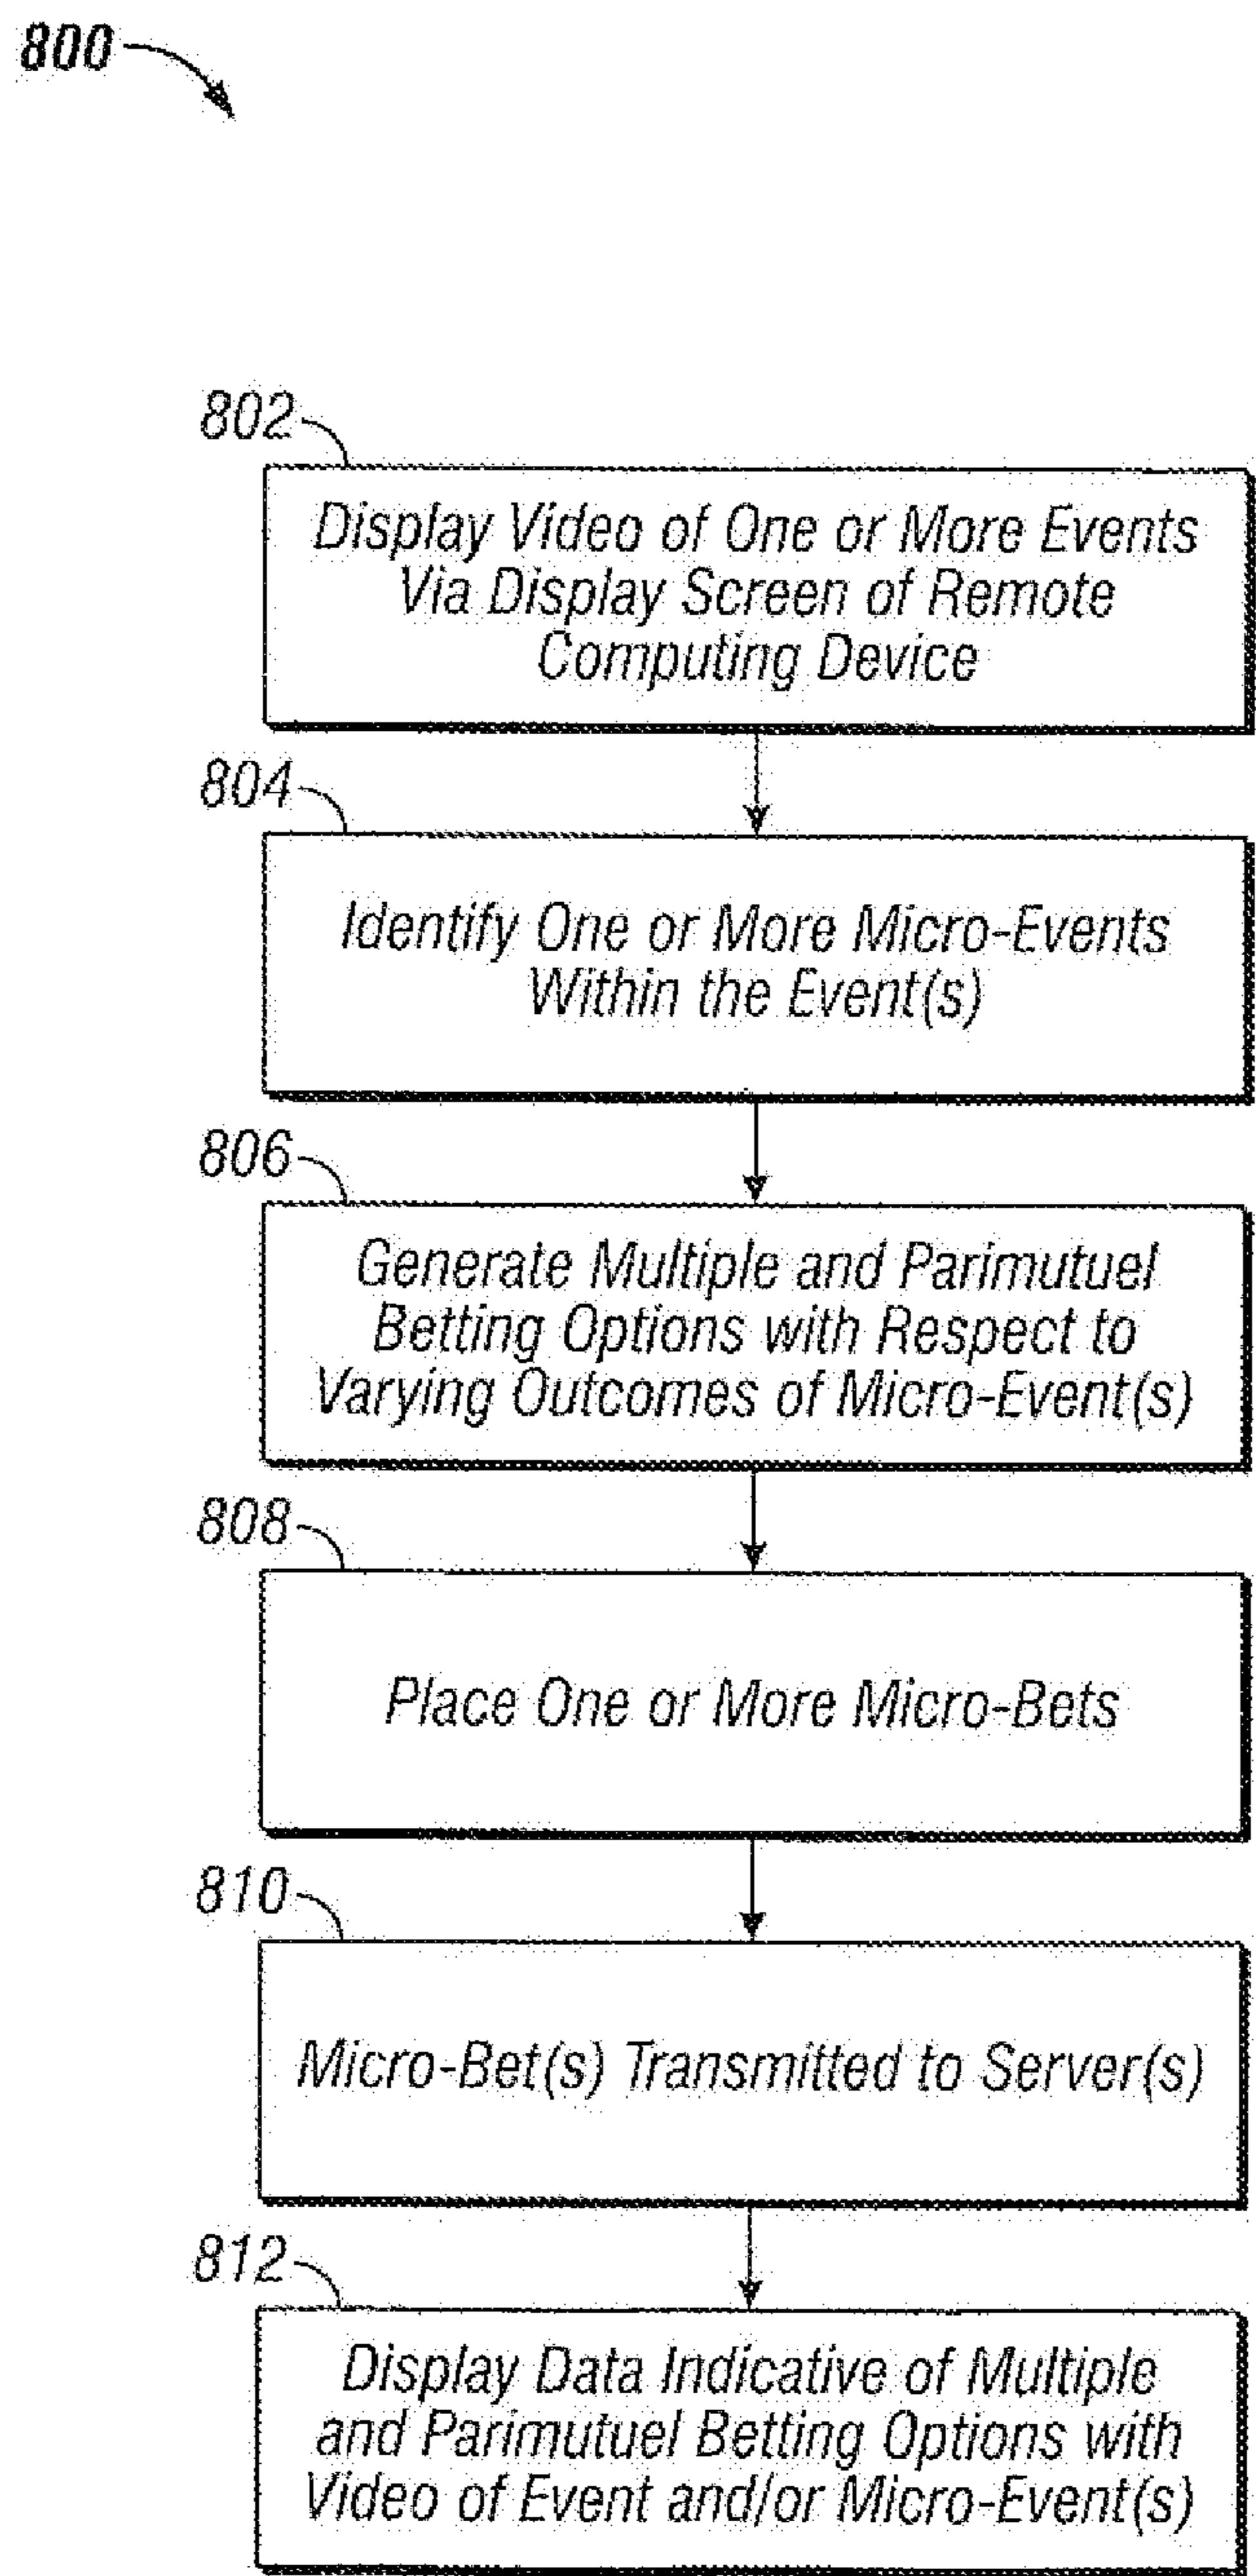 800
802
Display Video of One or More Events
Via Display Screen of Remote
Computing Device
804
Identify One or More Micro-Events
Within the Event(s)
806
Generate Multiple and Parimutuel
Betting Options with Respect to
Varying Outcomes of Micro-Event(s)
808
Place One or More Micro-Bets
810
Micro-Bet(s) Transmitted to Server(s)
812
Display Data Indicative of Multiple
and Parimutuel Betting Options with
Video of Event and/or Micro-Event(s)